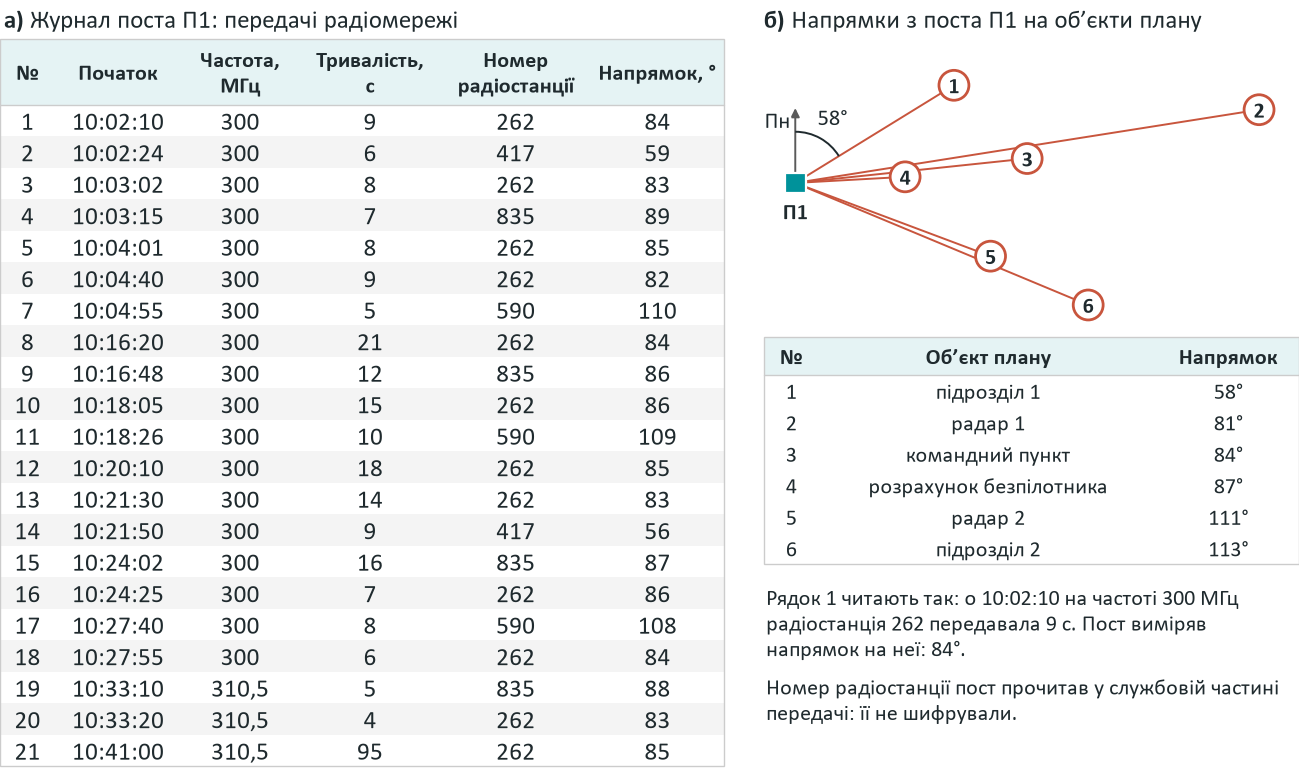 а) Журнал поста П1: передачі радіомережі
№ Початок Частота, МГц Тривалість, с Номер радіостанції Напрямок, °
1 10:02:10 300 9 262 84
2 10:02:24 300 6 417 59
3 10:03:02 300 8 262 83
4 10:03:15 300 7 835 89
5 10:04:01 300 8 262 85
6 10:04:40 300 9 262 82
7 10:04:55 300 5 590 110
8 10:16:20 300 21 262 84
9 10:16:48 300 12 835 86
10 10:18:05 300 15 262 86
11 10:18:26 300 10 590 109
12 10:20:10 300 18 262 85
13 10:21:30 300 14 262 83
14 10:21:50 300 9 417 56
15 10:24:02 300 16 835 87
16 10:24:25 300 7 262 86
17 10:27:40 300 8 590 108
18 10:27:55 300 6 262 84
19 10:33:10 310,5 5 835 88
20 10:33:20 310,5 4 262 83
21 10:41:00 310,5 95 262 85
б) Напрямки з поста П1 на об’єкти плану
1
2
Пн 58°
3
4
П1
5
6
№ Об’єкт плану Напрямок
1 підрозділ 1 58°
2 радар 1 81°
3 командний пункт 84°
4 розрахунок безпілотника 87°
5 радар 2 111°
6 підрозділ 2 113°
Рядок 1 читають так: о 10:02:10 на частоті 300 МГц
радіостанція 262 передавала 9 с. Пост виміряв
напрямок на неї: 84°.
Номер радіостанції пост прочитав у службовій частині
передачі: її не шифрували.